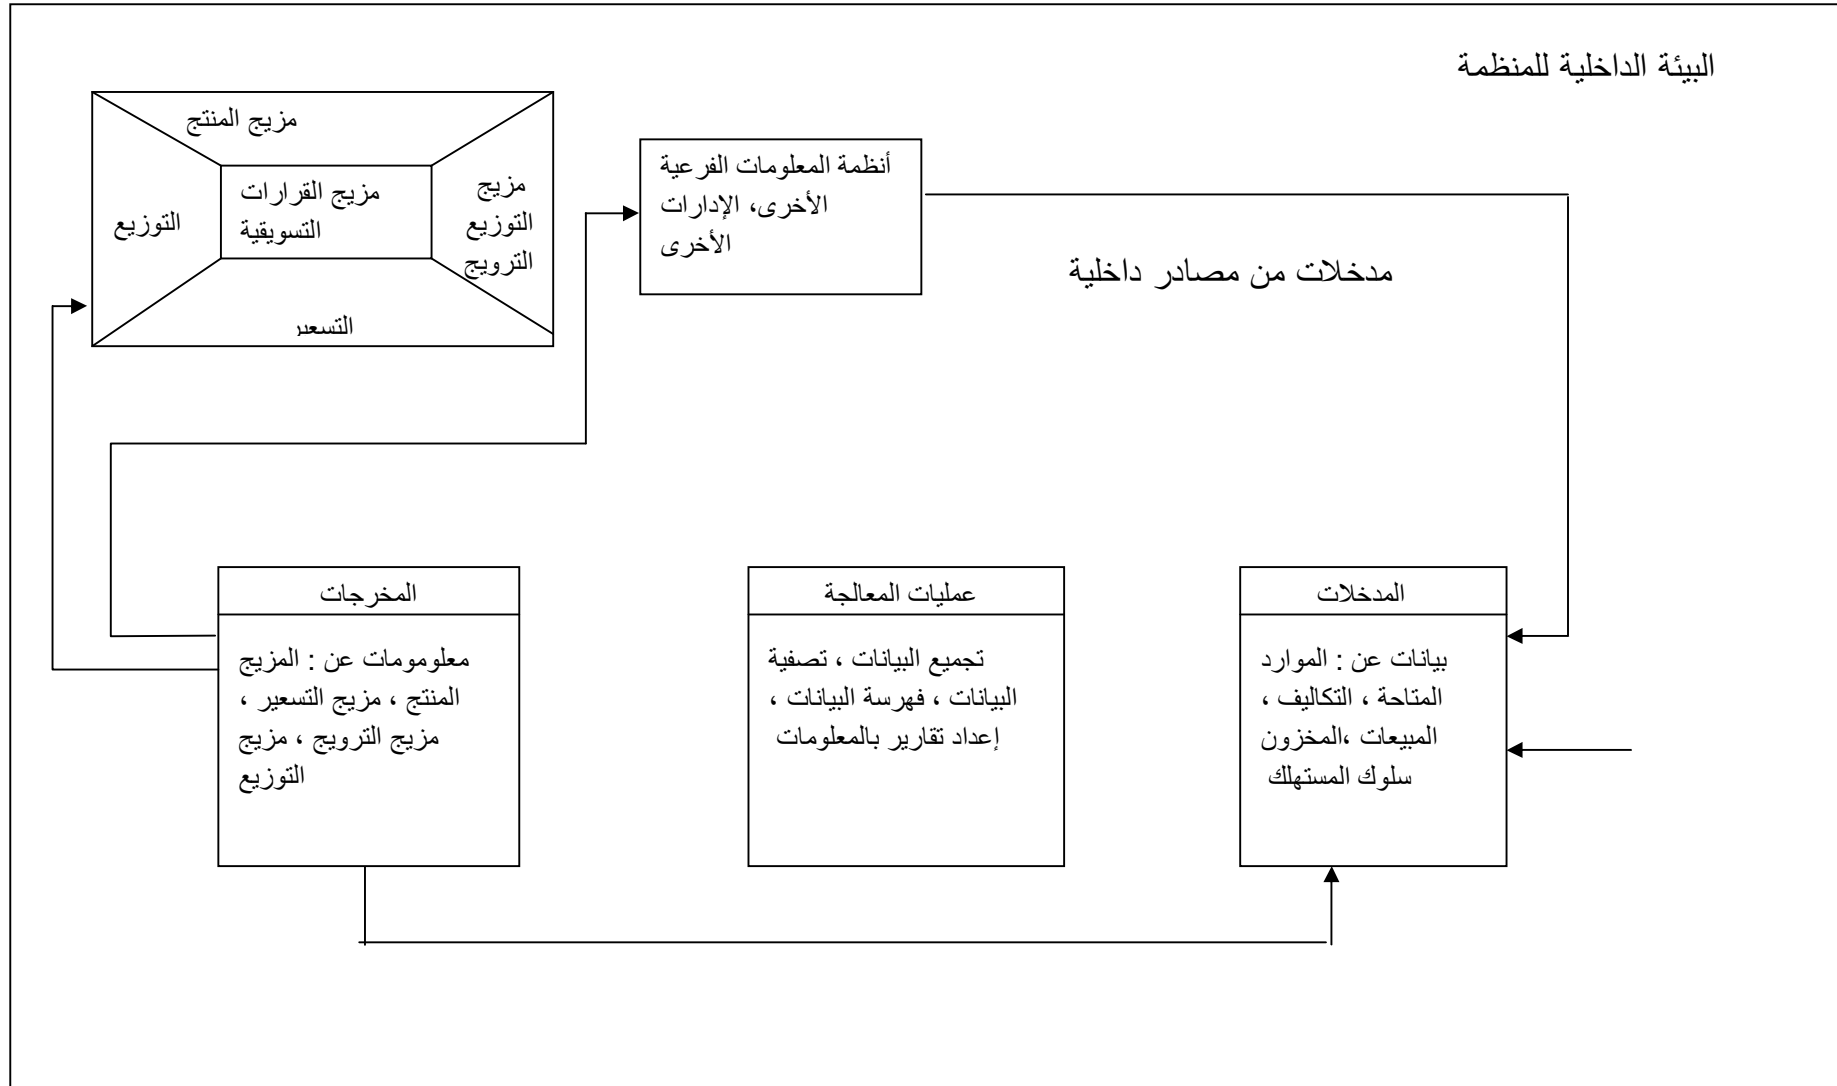 البيئة الداخلية للمنظمة
مزيج المنتج
مزيج
التوزيع
الترويج
مزيج القرارات
التسويقية
التوزيع
التسعير
أنظمة المعلومات الفرعية
الأخرى، الإدارات
الأخرى
مدخلات من مصادر داخلية
المدخلات
بيانات عن : الموارد
المتاحة ، التكاليف ،
المبيعات ،المخزون
سلوك المستهلك
عمليات المعالجة
تجميع البيانات ، تصفية
البيانات ، فهرسة البيانات ،
إعداد تقارير بالمعلومات
المخرجات
معلومومات عن : المزيج
المنتج ، مزيج التسعير ،
مزيج الترويج ، مزيج
التوزيع